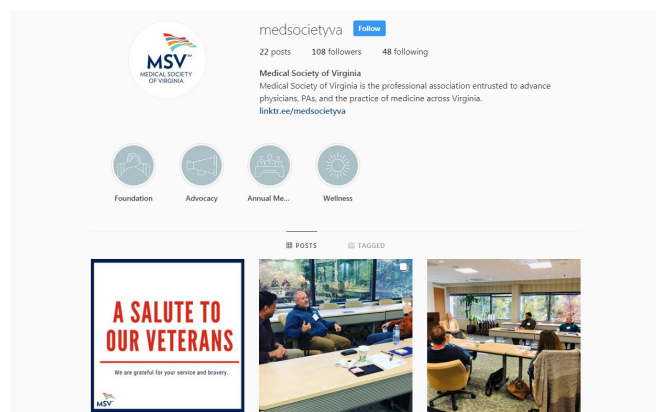 medsocietyva Follow
22 posts 108 followers 48 following
Medical Society of Virginia
Medical Society of Virginia is the professional association entrusted to advance
physicians, PAs, and the practice of medicine across Virginia.
linktr.ee/medsocietyva
MSV
MEDICAL SOCIETY
OF VIRGINIA
Foundation Advocacy Annual Me... Wellness
POSTS TAGGED
A SALUTE TO
OUR VETERANS
We are grateful for your service and bravery.
MSV